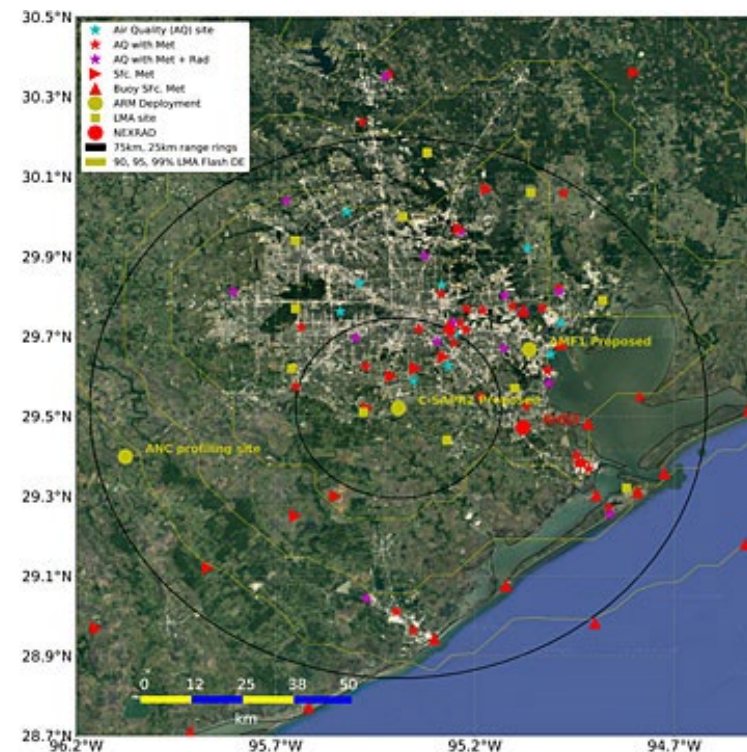 30.5°N
Air Quality (AQ) site
AQ with Met
AQ with Met + Rad
Sfc. Met
Buoy Sfc. Met
ARM Deployment
LMA site
NEXRAD
75km, 25km range rings
90, 95, 99% LMA Flash DE
30.3°N
30.1°N
29.9°N
29.7°N
AMF1 Proposed
C-SAPR2 Proposed
29.5°N
ANC profiling site
29.3°N
29.1°N
28.9°N
0 12 25 38 50
km
28.7°N
96.2°W 95.7°W 95.2°W 94.7°W